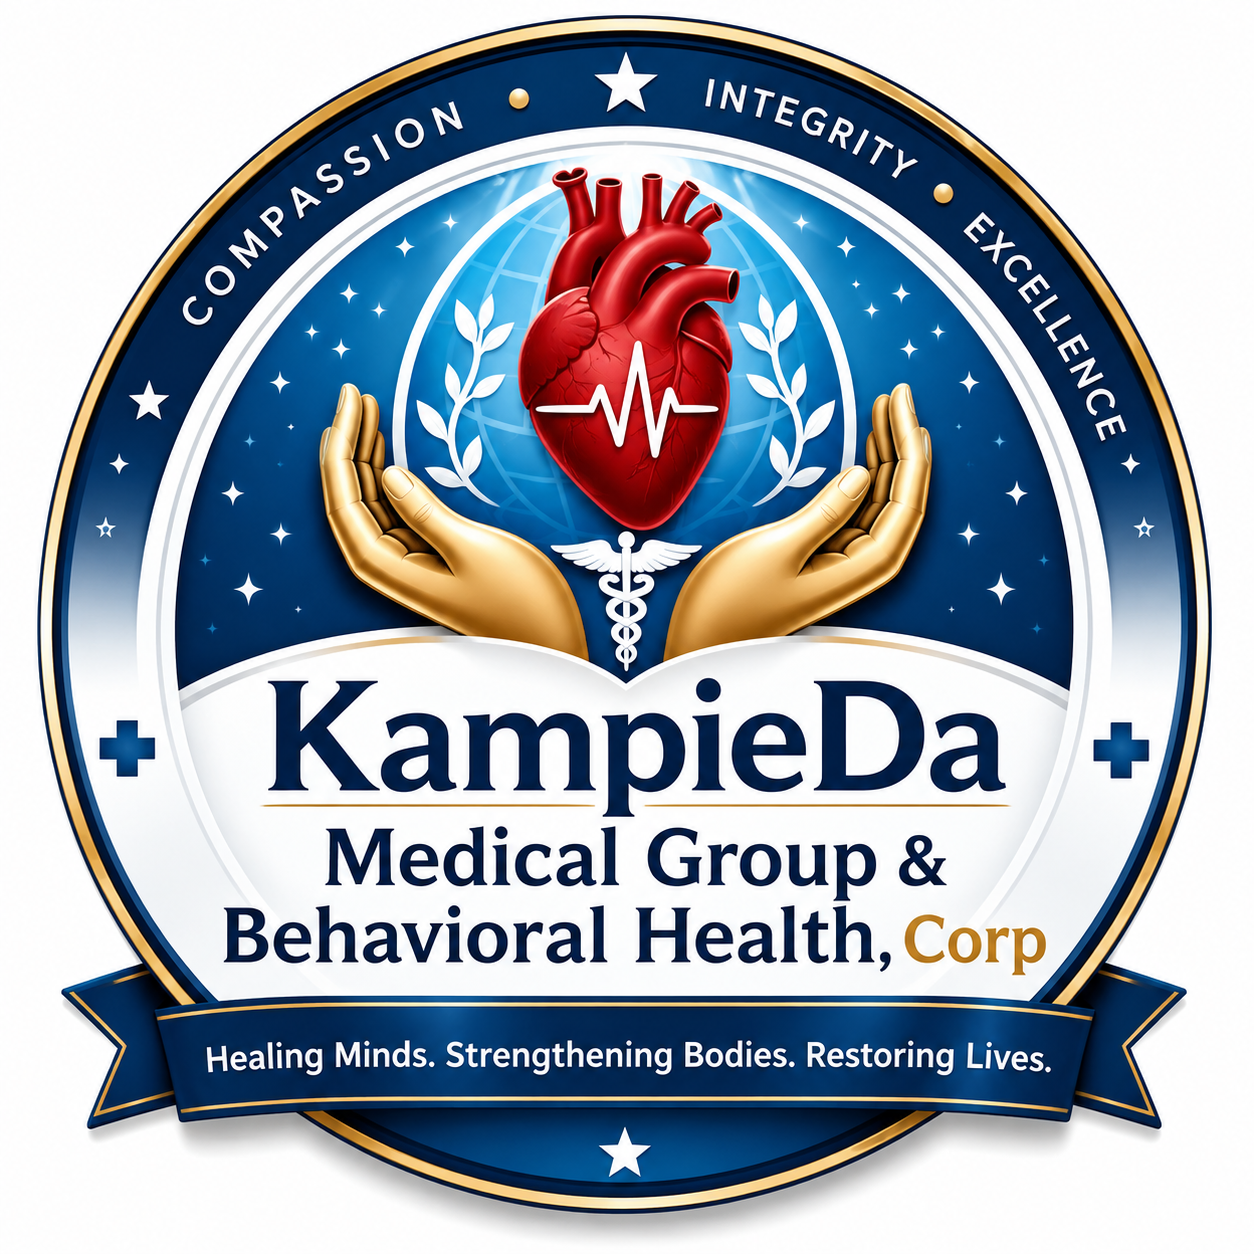 COMPASSION
INTEGRITY
EXCELLENCE
KampieDa
Medical Group &
Behavioral Health, Corp
Healing Minds. Strengthening Bodies. Restoring Lives.